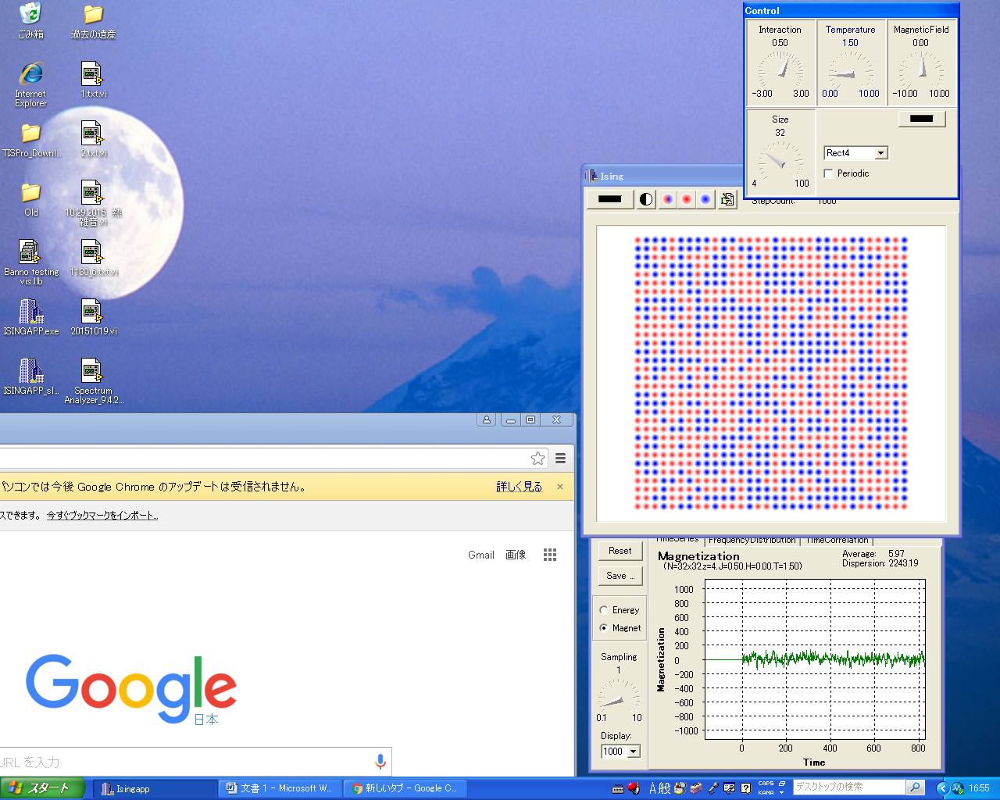 ごみ箱
過去の遺産
Internet
Explorer
1.txt.vi
TISPro_Downl...
2.txt.vi
Old
10.29.2015 熱
雑音.vi
Banno testing
vis.llb
1180_6.txt.vi
ISINGAPP.exe
20151019.vi
ISINGAPP_sl...
Spectrum
Analyzer_9.4.2...
Control
Interaction
0.50
-3.00 3.00
Temperature
1.50
0.00 10.00
MagneticField
0.00
-10.00 10.00
Size
32
4 100
Rect4
Periodic
Ising
StepCount: 1000
パソコンでは今後 Google Chrome のアップデートは受信されません。
詳しく見る
スできます。 今すぐブックマークをインポート...
Gmail 画像
Google
日本
URL を入力
Reset
Save ...
Energy
Magnet
Sampling
1
0.1 10
Display:
1000
TimeSeries FrequencyDistribution TimeCorrelation
Magnetization
(N=32x32.z=4.J=0.50.H=0.00.T=1.50)
Average: 5.97
Dispersion: 2243.19
Magnetization
1000
800
600
400
200
0
-200
-400
-600
-800
-1000
0 200 400 600 800
Time
スタート
Isingapp
文書 1 - Microsoft W...
新しいタブ - Google C...
A 般
CAPS
KANA
デスクトップの検索
16:55